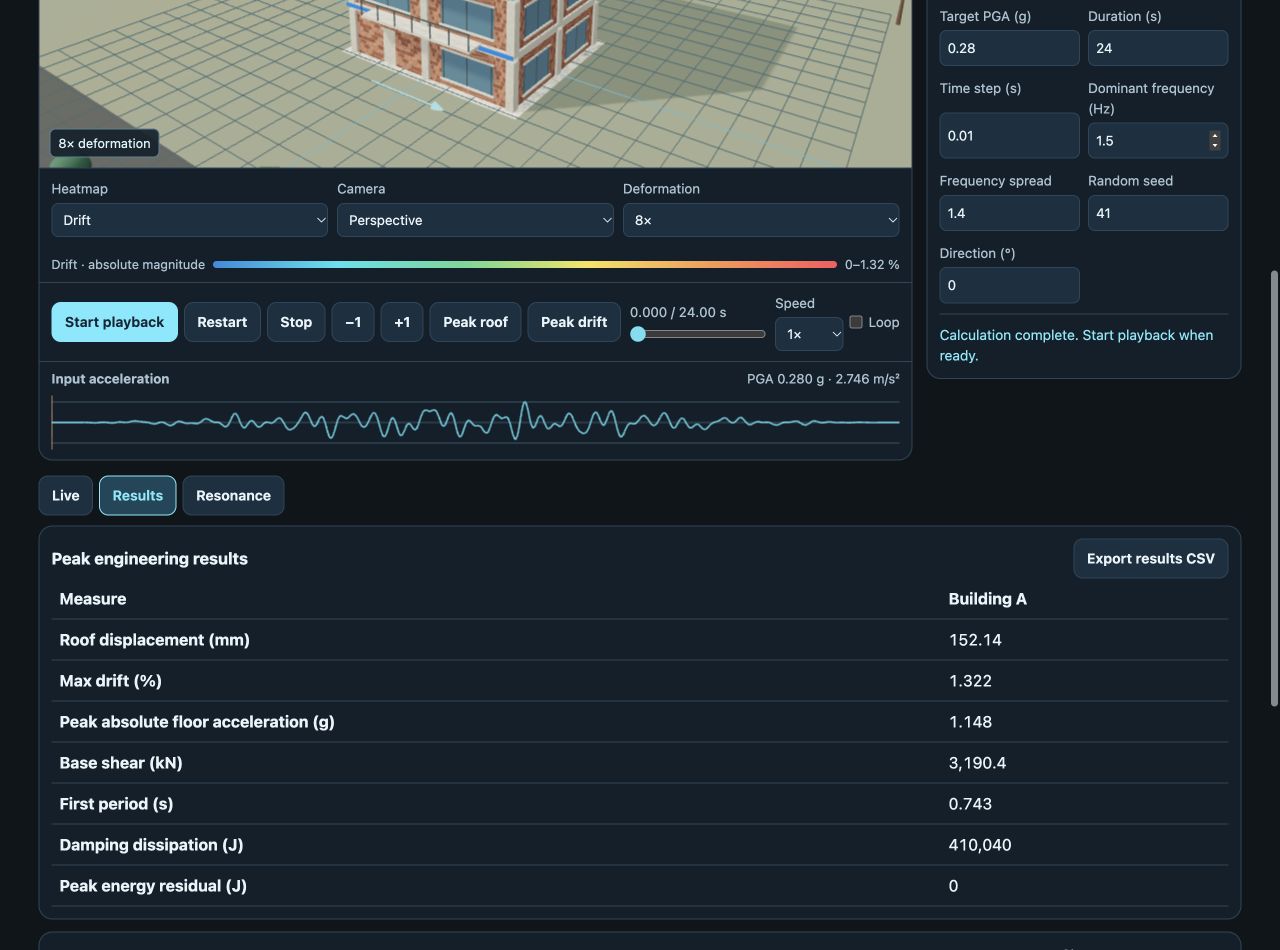 8× deformation
Heatmap
Drift
Camera
Perspective
Deformation
8×
Drift · absolute magnitude
0–1.32 %
Start playback
Restart
Stop
−1
+1
Peak roof
Peak drift
0.000 / 24.00 s
Speed
1×
Loop
Input acceleration
PGA 0.280 g · 2.746 m/s²
Target PGA (g)
0.28
Duration (s)
24
Time step (s)
0.01
Dominant frequency
(Hz)
1.5
Frequency spread
1.4
Random seed
41
Direction (°)
0
Calculation complete. Start playback when
ready.
Live
Results
Resonance
Peak engineering results
Export results CSV
Measure
Building A
Roof displacement (mm)
152.14
Max drift (%)
1.322
Peak absolute floor acceleration (g)
1.148
Base shear (kN)
3,190.4
First period (s)
0.743
Damping dissipation (J)
410,040
Peak energy residual (J)
0